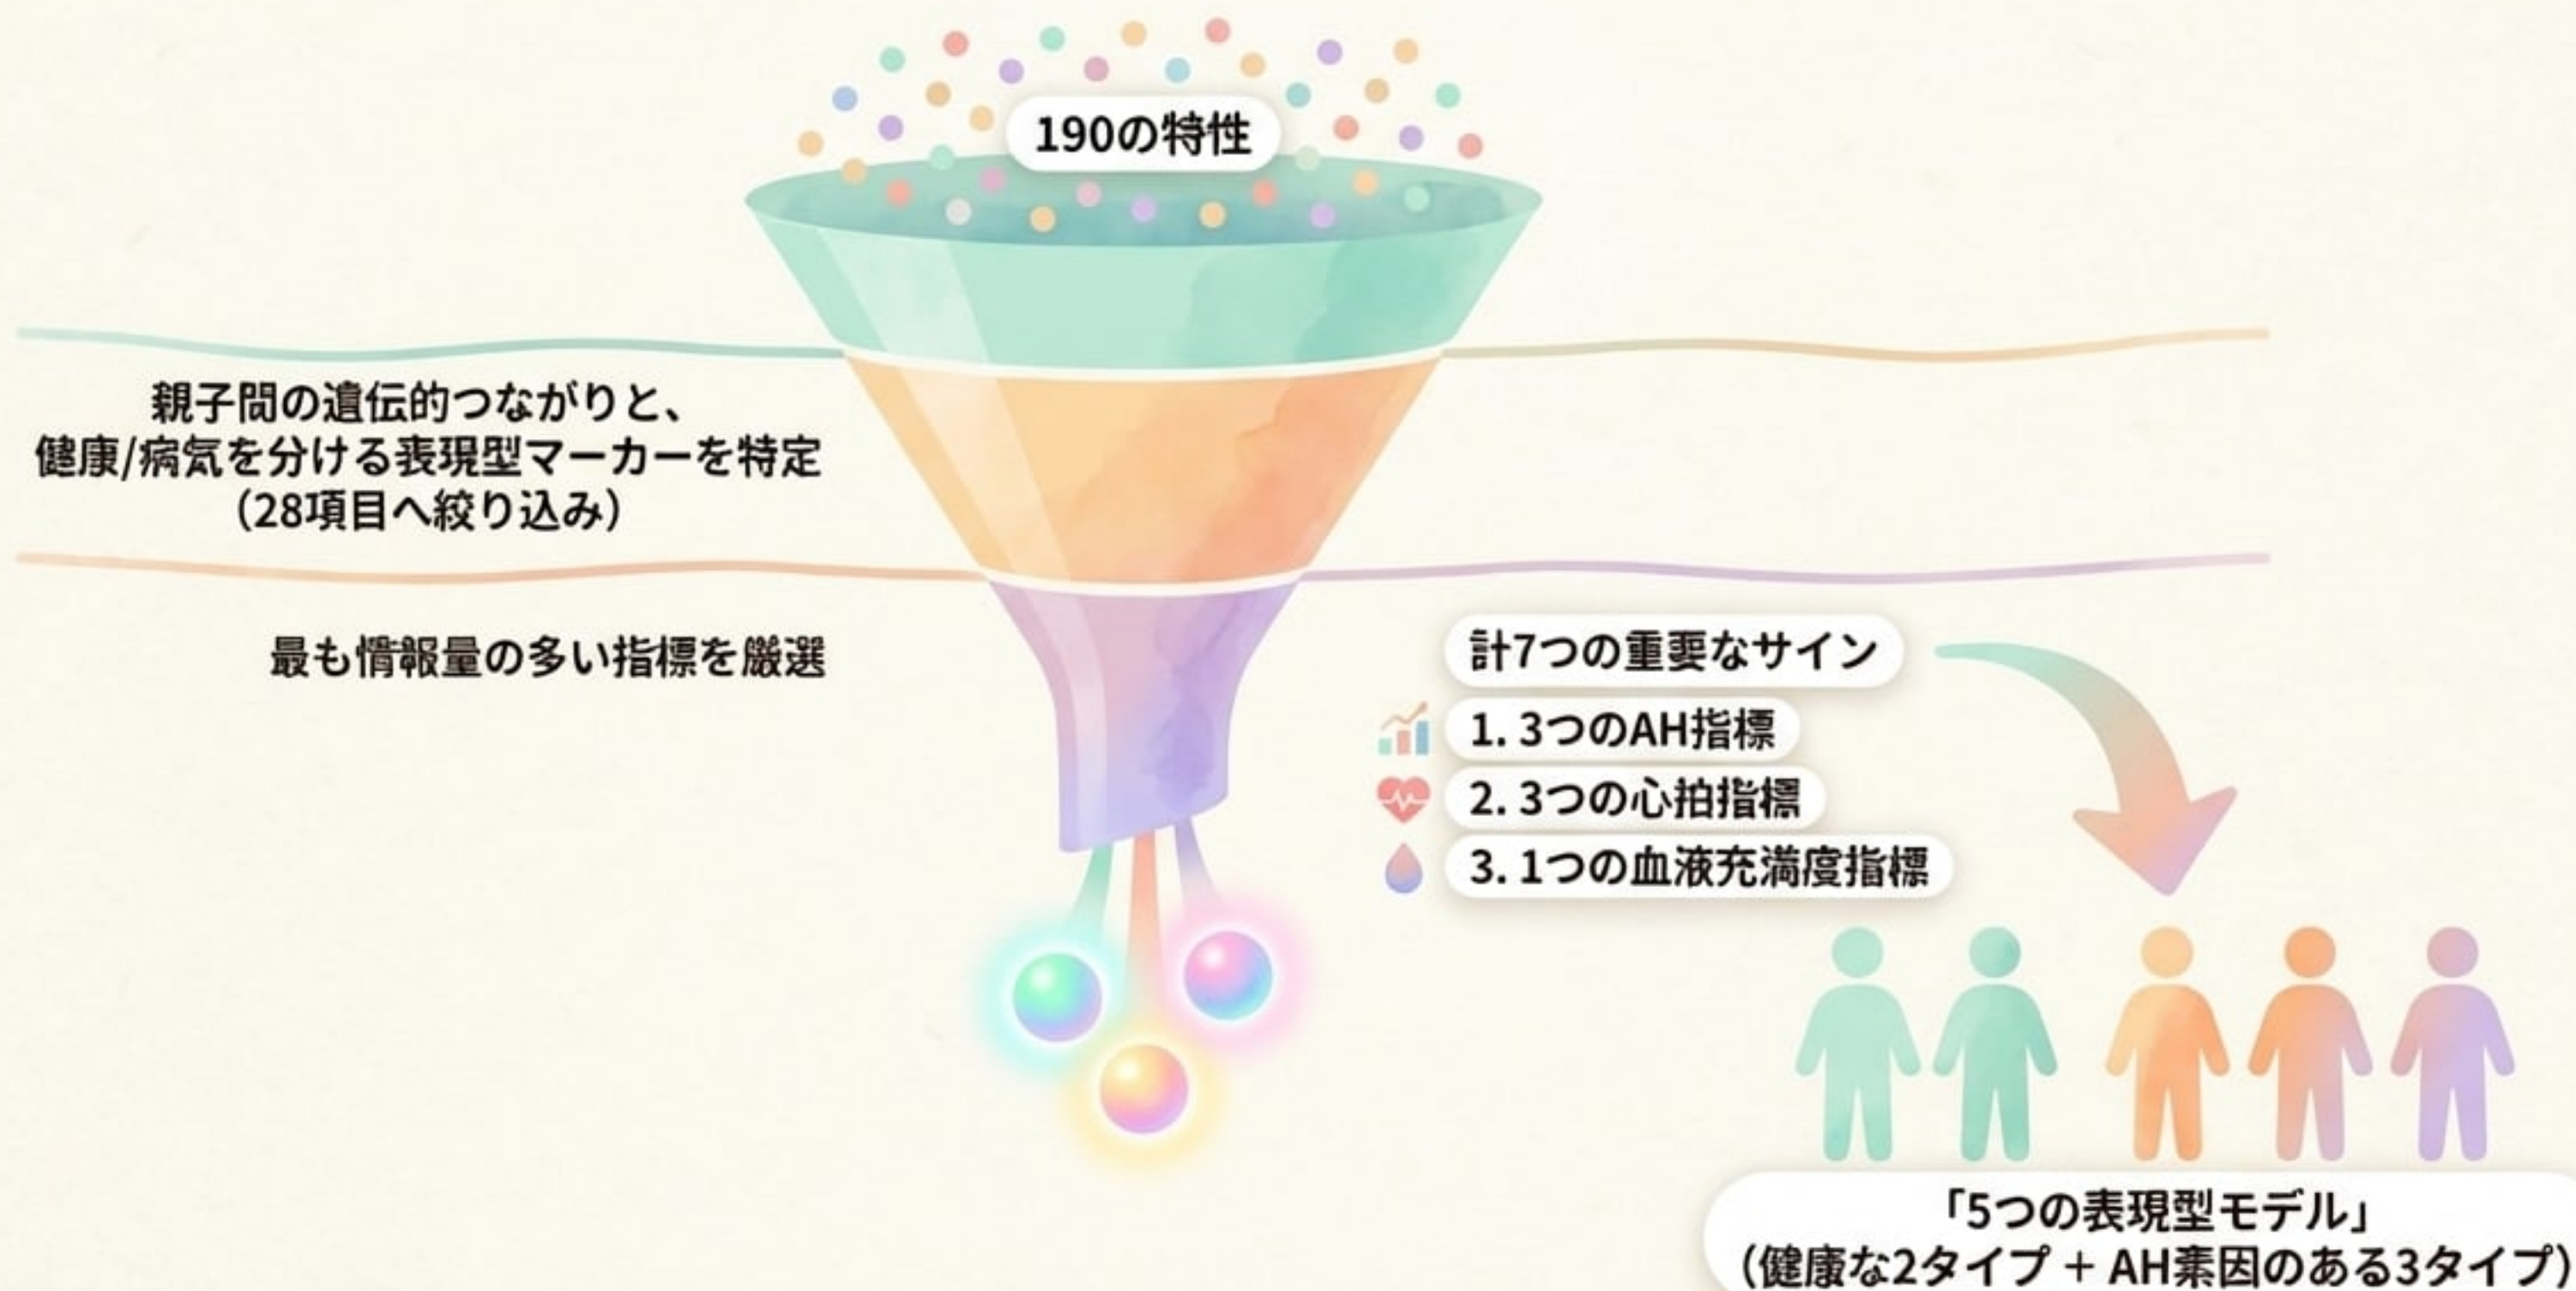 190の特性
親子間の遺伝的つながりと、
健康/病気を分ける表現型マーカーを特定
（28項目へ絞り込み）
最も情報量の多い指標を厳選
計7つの重要なサイン
1. 3つのAH指標
2. 3つの心拍指標
3. 1つの血液充満度指標
「5つの表現型モデル」
（健康な2タイプ + AH素因のある3タイプ）